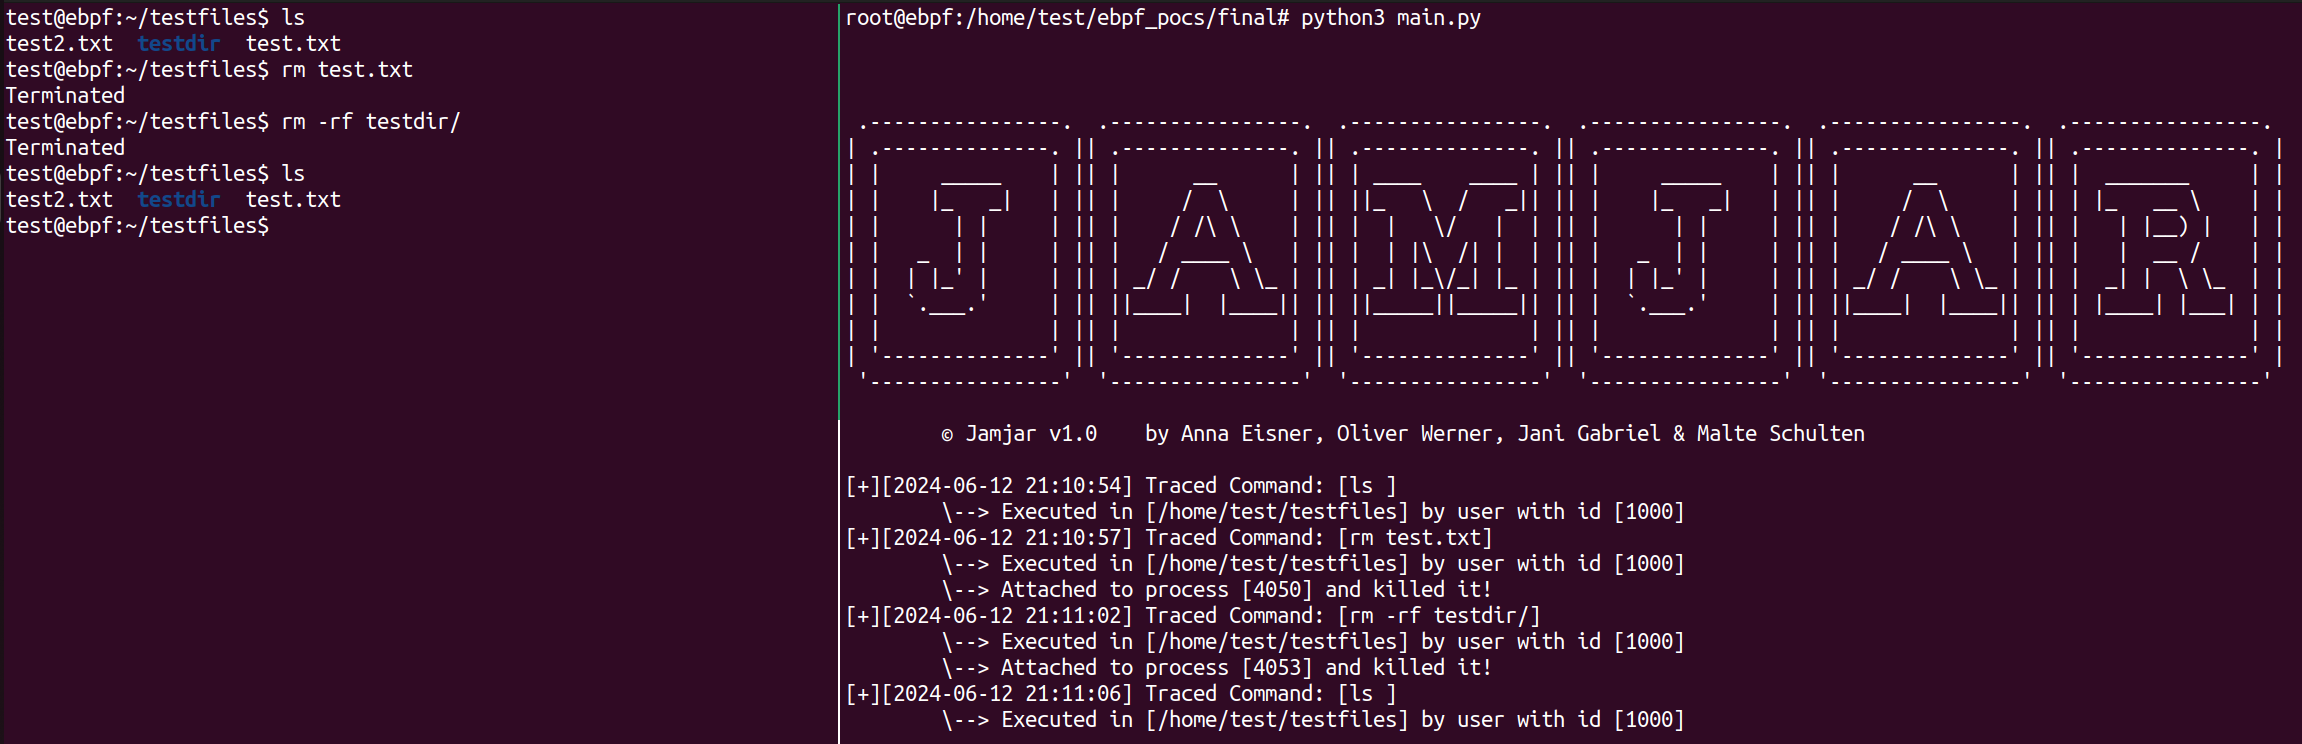 test@ebpf:~/testfiles$ ls
test2.txt  testdir  test.txt
test@ebpf:~/testfiles$ rm test.txt
Terminated
test@ebpf:~/testfiles$ rm -rf testdir/
Terminated
test@ebpf:~/testfiles$ ls
test2.txt  testdir  test.txt
test@ebpf:~/testfiles$
root@ebpf:/home/test/ebpf_pocs/final# python3 main.py
JAMJAR
© Jamjar v1.0    by Anna Eisner, Oliver Werner, Jani Gabriel & Malte Schulten
[+][2024-06-12 21:10:54] Traced Command: [ls ]
\--> Executed in [/home/test/testfiles] by user with id [1000]
[+][2024-06-12 21:10:57] Traced Command: [rm test.txt]
\--> Executed in [/home/test/testfiles] by user with id [1000]
\--> Attached to process [4050] and killed it!
[+][2024-06-12 21:11:02] Traced Command: [rm -rf testdir/]
\--> Executed in [/home/test/testfiles] by user with id [1000]
\--> Attached to process [4053] and killed it!
[+][2024-06-12 21:11:06] Traced Command: [ls ]
\--> Executed in [/home/test/testfiles] by user with id [1000]